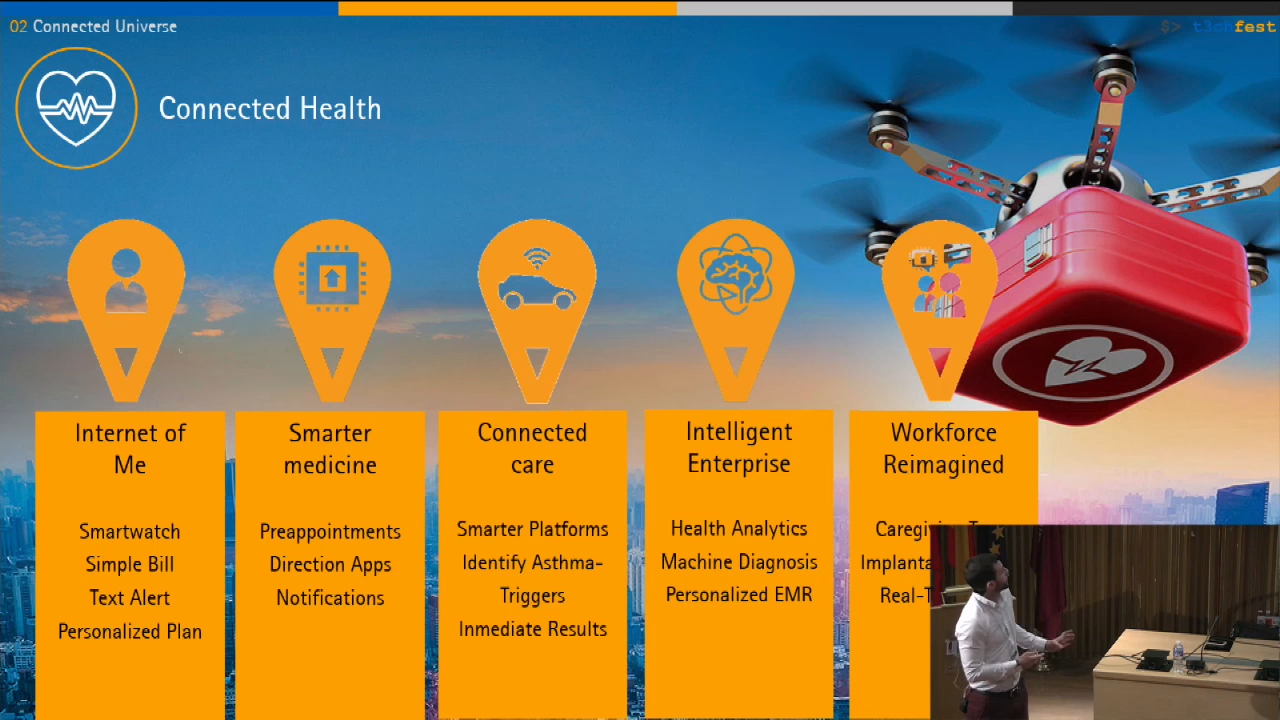 02 Connected Universe
$> t3chfest
Connected Health
Internet of
Me
Smartwatch
Simple Bill
Text Alert
Personalized Plan
Smarter
medicine
Preappointments
Direction Apps
Notifications
Connected
care
Smarter Platforms
Identify Asthma-
Triggers
Inmediate Results
Intelligent
Enterprise
Health Analytics
Machine Diagnosis
Personalized EMR
Workforce
Reimagined